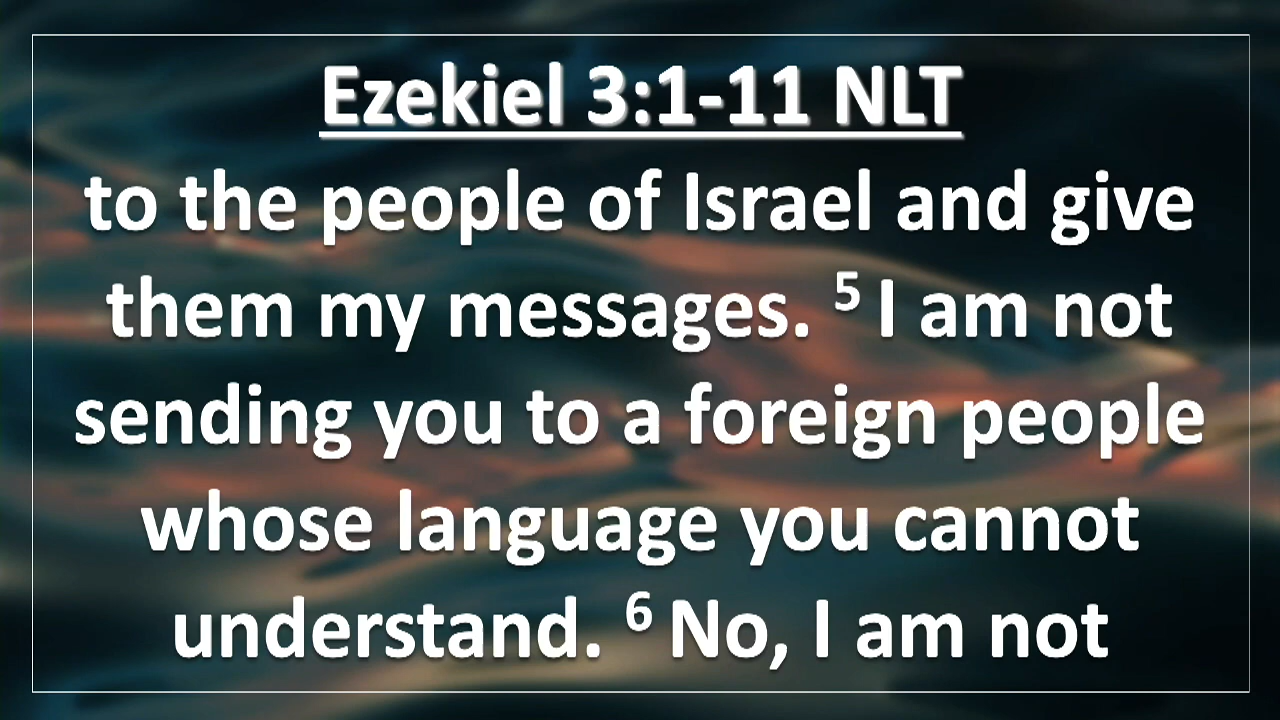 Ezekiel 3:1-11 NLT
to the people of Israel and give
them my messages. ⁵ I am not
sending you to a foreign people
whose language you cannot
understand. ⁶ No, I am not